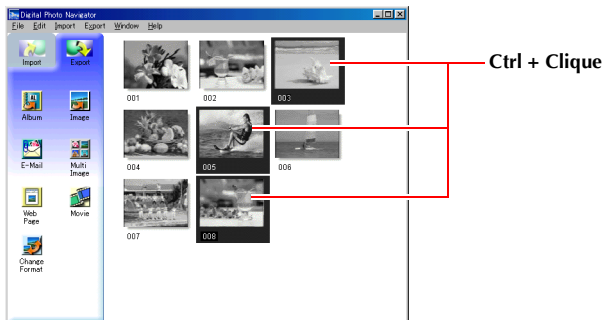 Digital Photo Navigator
File Edit Import Export Window Help
Import Export
Album Image
E-Mail Multi Image
Web Page Movie
Change Format
001 002 003
004 005 006
007 008
Ctrl + Clique